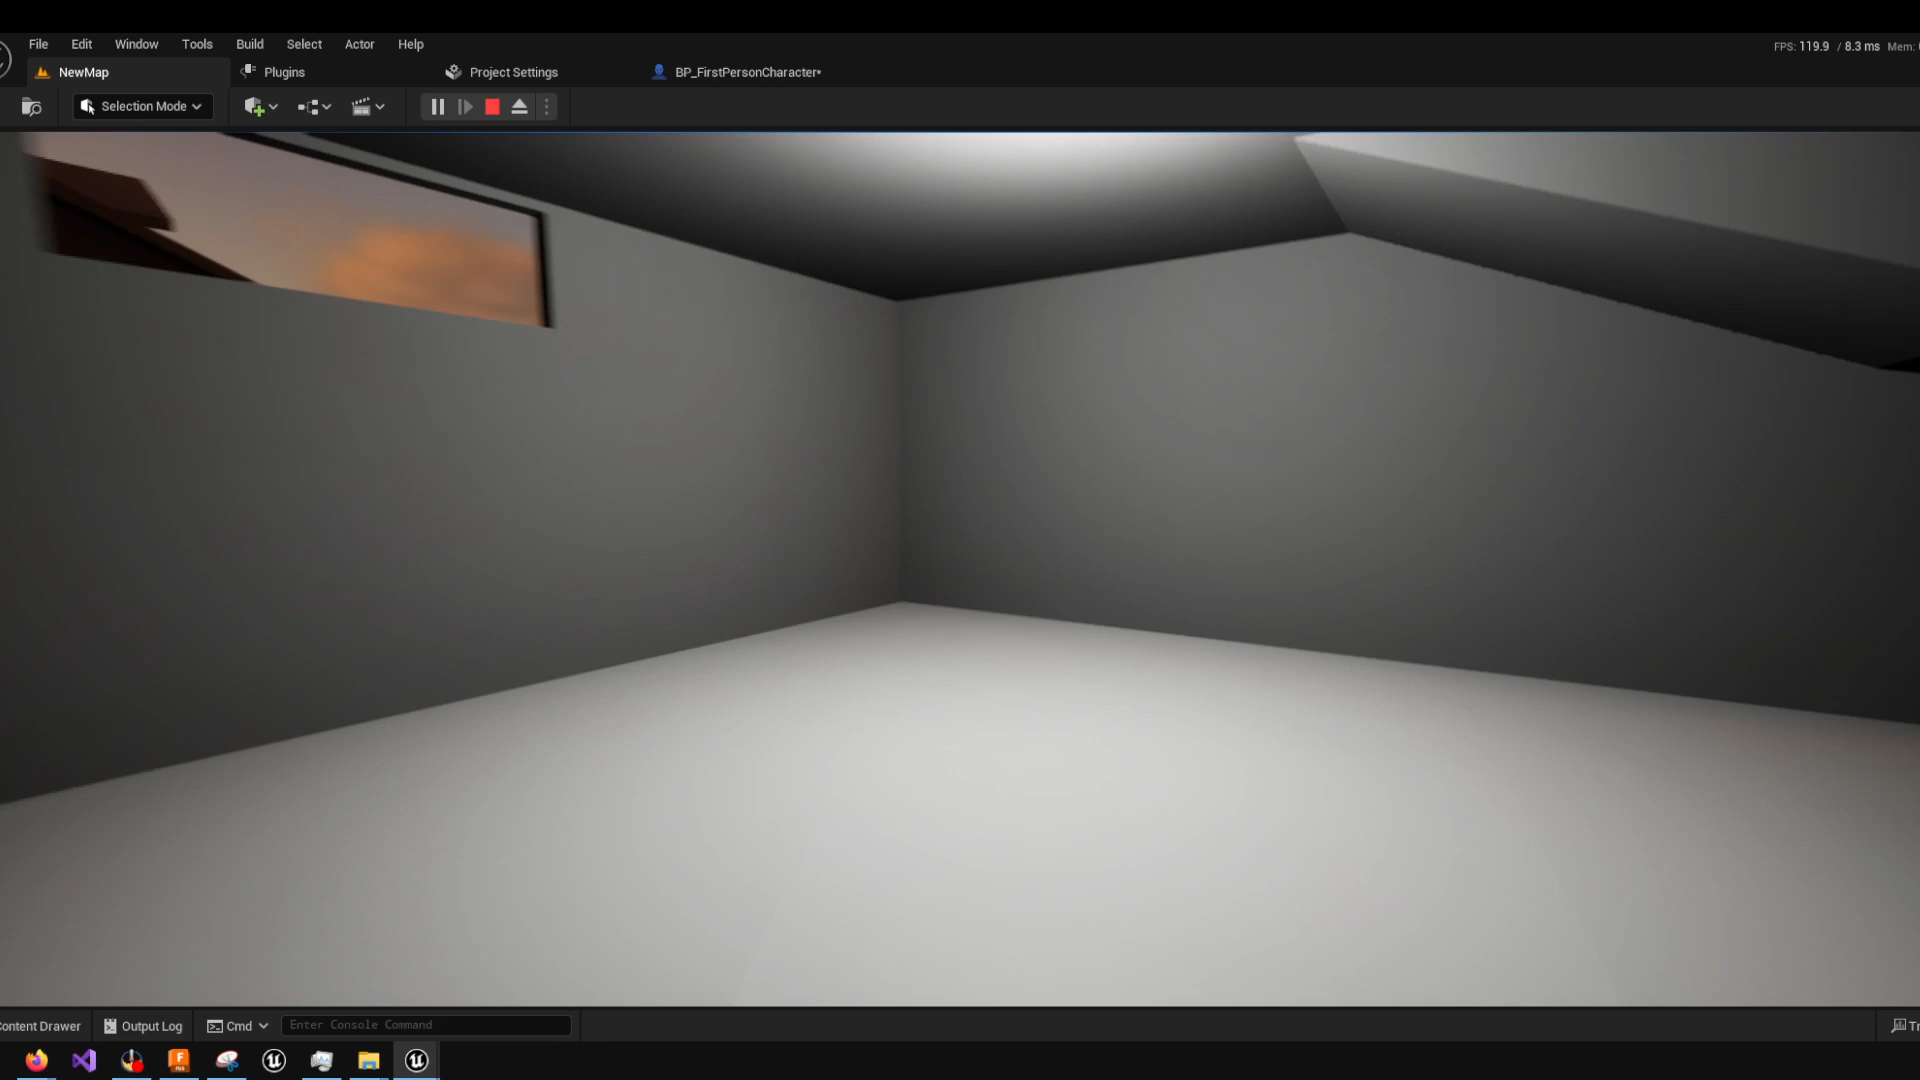 File Edit Window Tools Build Select Actor Help
FPS: 119.9 / 8.3 ms Mem:
NewMap Plugins Project Settings BP_FirstPersonCharacter*
Selection Mode
ontent Drawer Output Log Cmd Enter Console Command Tr